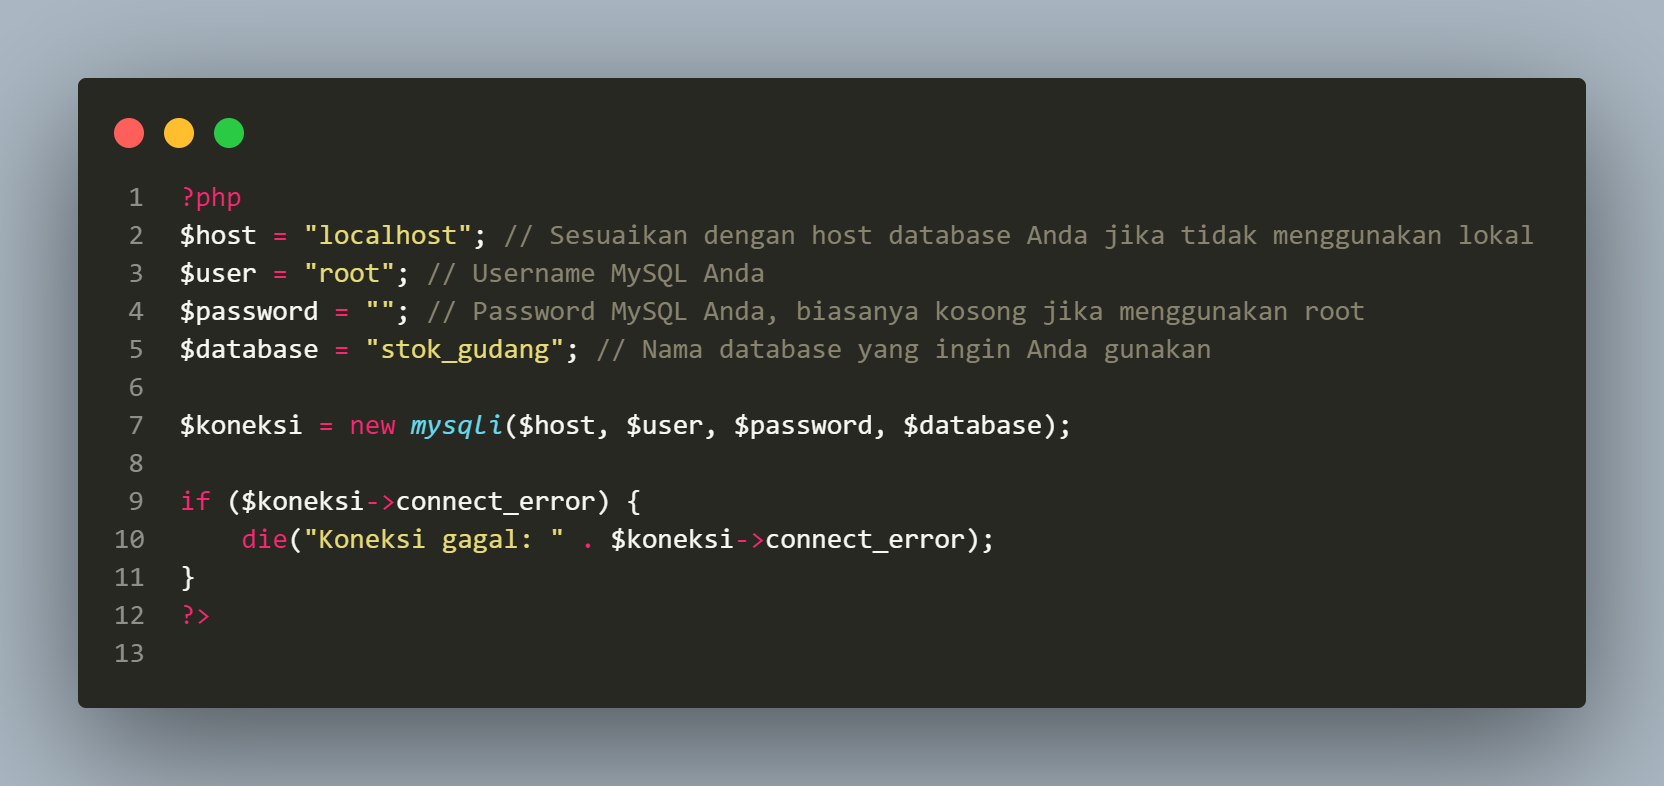 1 ?php
2 $host = "localhost"; // Sesuaikan dengan host database Anda jika tidak menggunakan lokal
3 $user = "root"; // Username MySQL Anda
4 $password = ""; // Password MySQL Anda, biasanya kosong jika menggunakan root
5 $database = "stok_gudang"; // Nama database yang ingin Anda gunakan
6
7 $koneksi = new mysqli($host, $user, $password, $database);
8
9 if ($koneksi->connect_error) {
10     die("Koneksi gagal: " . $koneksi->connect_error);
11 }
12 ?>
13